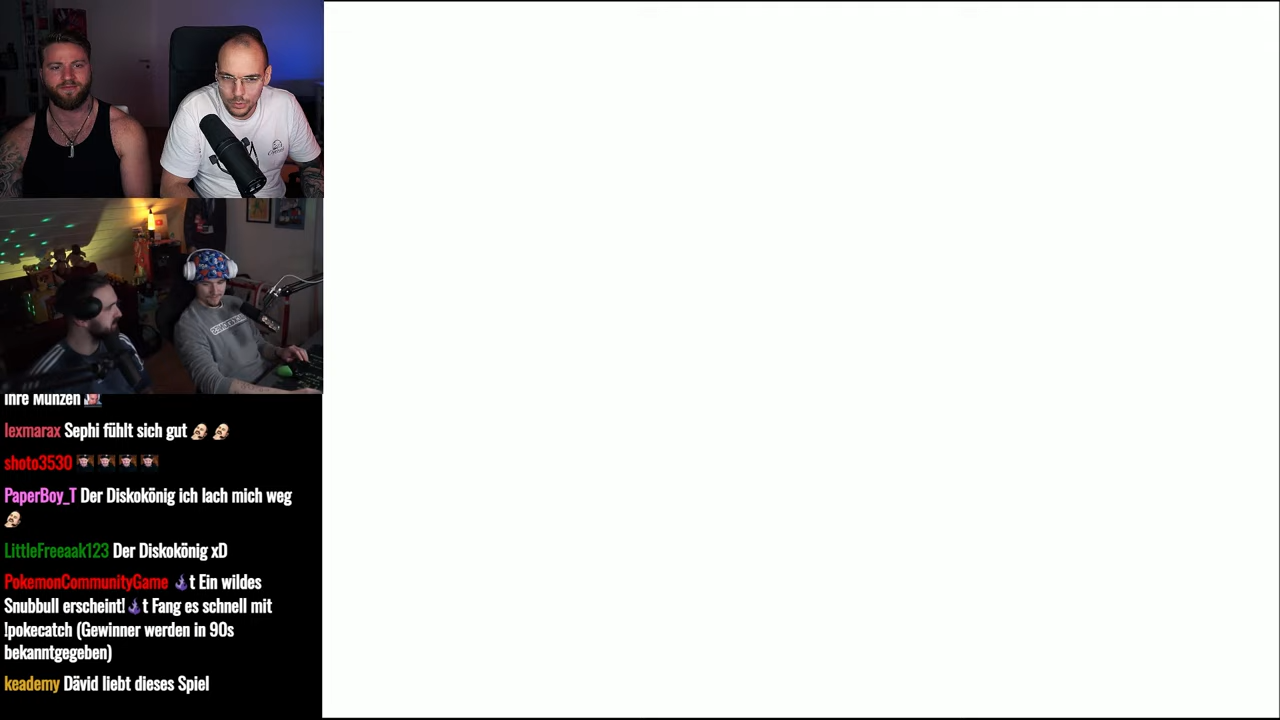 ihre Münzen
lexmarax Sephi fühlt sich gut
shoto3530
PaperBoy_T Der Diskokönig ich lach mich weg
LittleFreeaak123 Der Diskokönig xD
PokemonCommunityGame t Ein wildes
Snubbull erscheint! t Fang es schnell mit
!pokecatch (Gewinner werden in 90s
bekanntgegeben)
keademy Dävid liebt dieses Spiel